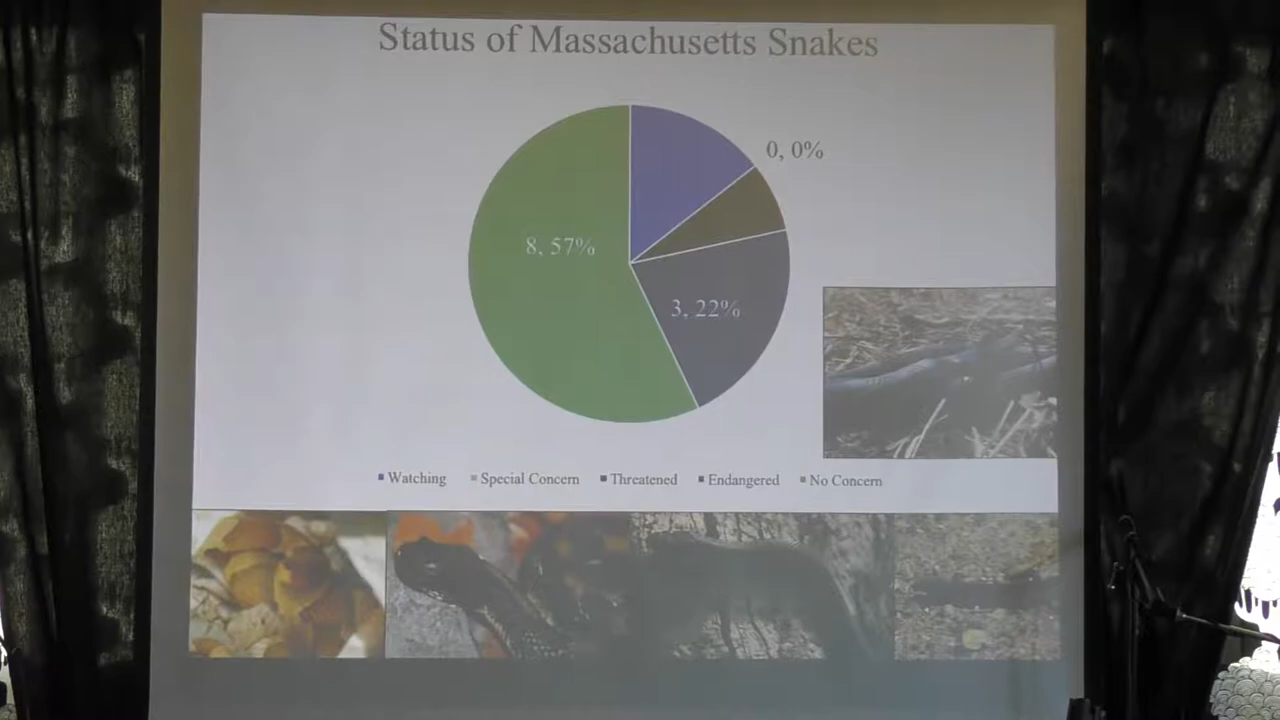 Status of Massachusetts Snakes
0, 0%
8, 57%
3, 22%
Watching Special Concern Threatened Endangered No Concern